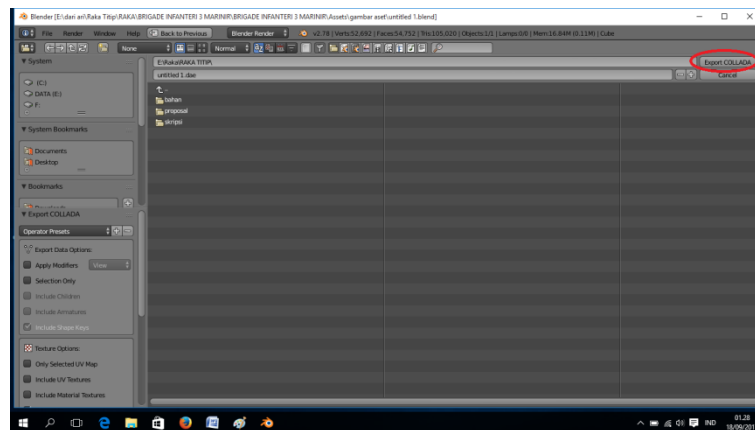 Blender [E:\dari ari\Raka Titip\RAKA\BRIGADE INFANTERI 3 MARINIR\BRIGADE INFANTERI 3 MARINIR\Assets\gambar aset\untitled 1.blend]
File Render Window Help Back to Previous Blender Render v2.78 | Verts:52,692 | Faces:54,752 | Tris:105,020 | Objects:1/1 | Lamps:0/0 | Mem:16.84M (0.11M) | Cube
None Normal
System
(C:)
DATA (E:)
F:
System Bookmarks
Documents
Desktop
Bookmarks
Export COLLADA
Operator Presets
Export Data Options:
Apply Modifiers View
Selection Only
Include Children
Include Armatures
Include Shape Keys
Texture Options:
Only Selected UV Map
Include UV Textures
Include Material Textures
E:\Raka\RAKA TITIP\
untitled 1.dae
..
bahan
proposal
skripsi
Export COLLADA
Cancel
IND
01.28